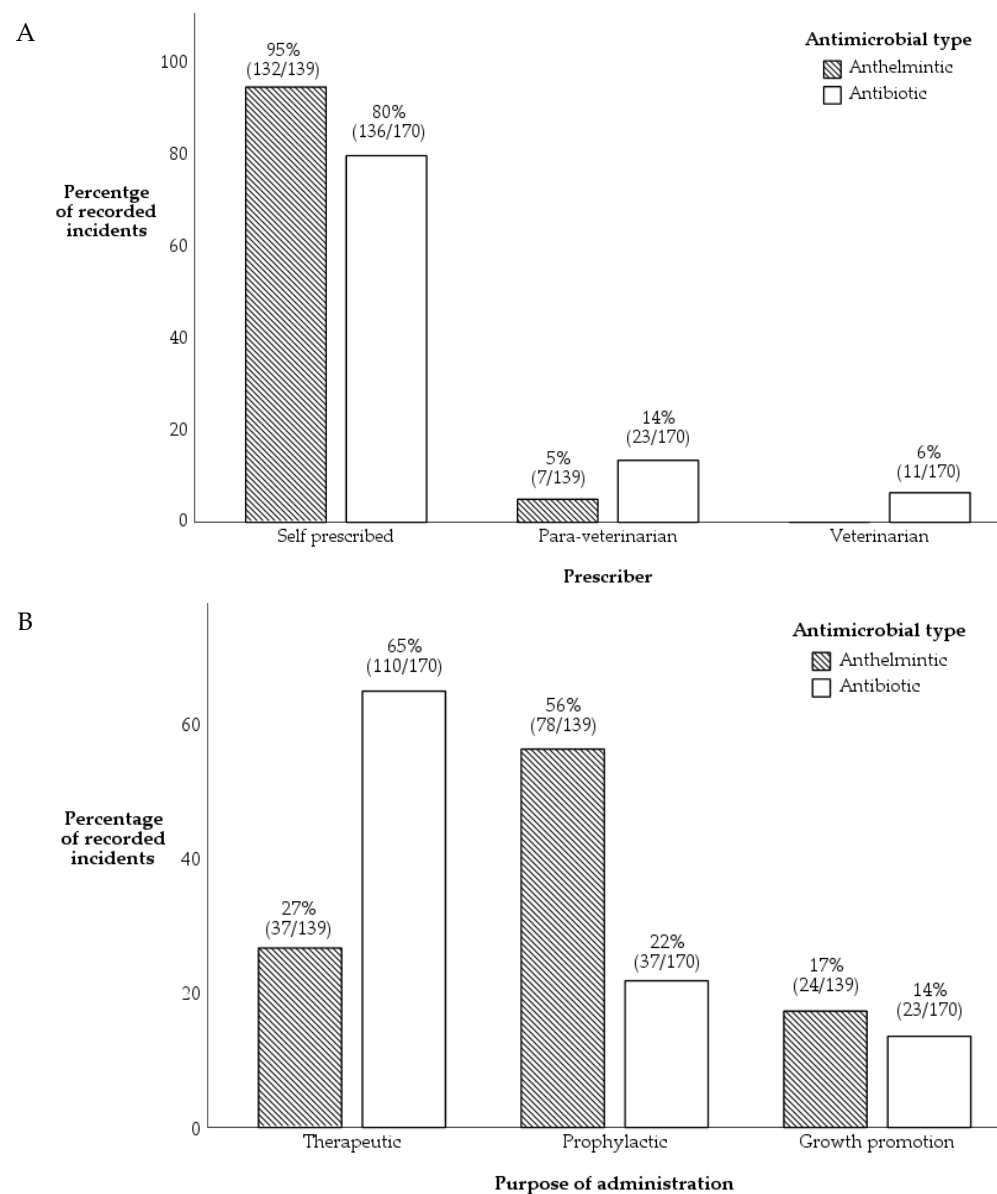 A
Antimicrobial type
Anthelmintic
Antibiotic
95%
(132/139)
80%
(136/170)
5%
(7/139)
14%
(23/170)
6%
(11/170)
Percentge
of recorded
incidents
100
80
60
40
20
0
Self prescribed
Para-veterinarian
Veterinarian
Prescriber
B
Antimicrobial type
Anthelmintic
Antibiotic
27%
(37/139)
65%
(110/170)
56%
(78/139)
22%
(37/170)
17%
(24/139)
14%
(23/170)
Percentage
of recorded
incidents
60
40
20
0
Therapeutic
Prophylactic
Growth promotion
Purpose of administration